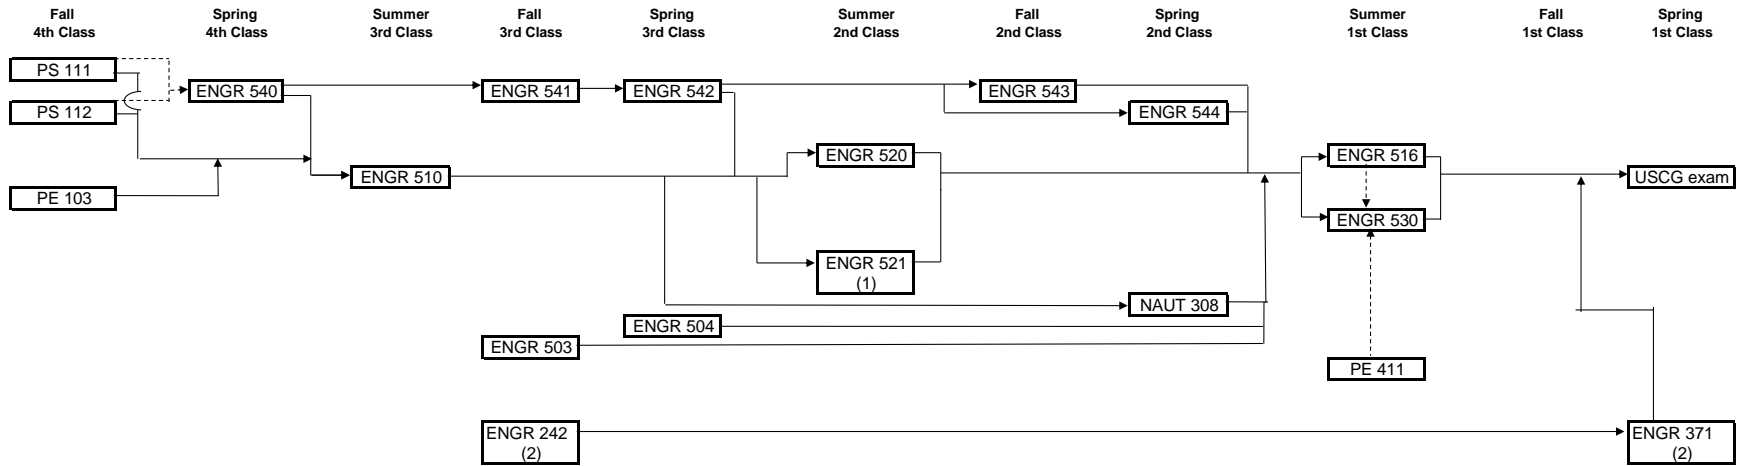 Fall Spring Summer Fall Spring Summer Fall Spring Summer Fall Spring
4th Class 4th Class 3rd Class 3rd Class 3rd Class 2nd Class 2nd Class 2nd Class 1st Class 1st Class 1st Class
PS 111
ENGR 540 ENGR 541 ENGR 542 ENGR 543
PS 112 ENGR 544
ENGR 520 ENGR 516
ENGR 510 USCG exam
PE 103
ENGR 530
ENGR 521
(1)
NAUT 308
ENGR 504
ENGR 503
PE 411
ENGR 242 ENGR 371
(2) (2)